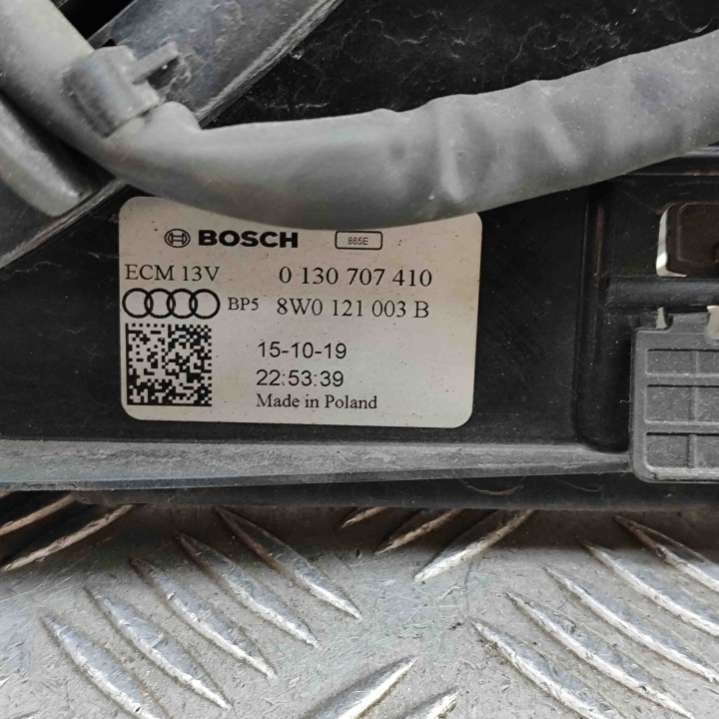 BOSCH 865E
ECM 13V 0 130 707 410
BP5 8W0 121 003 B
15-10-19
22:53:39
Made in Poland